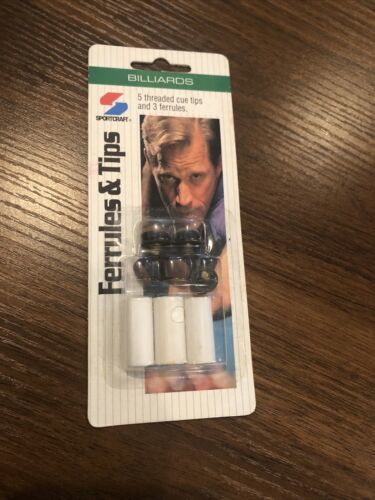 BILLIARDS
5 threaded cue tips
and 3 ferrules.
SPORTCRAFT®
Ferrules & Tips